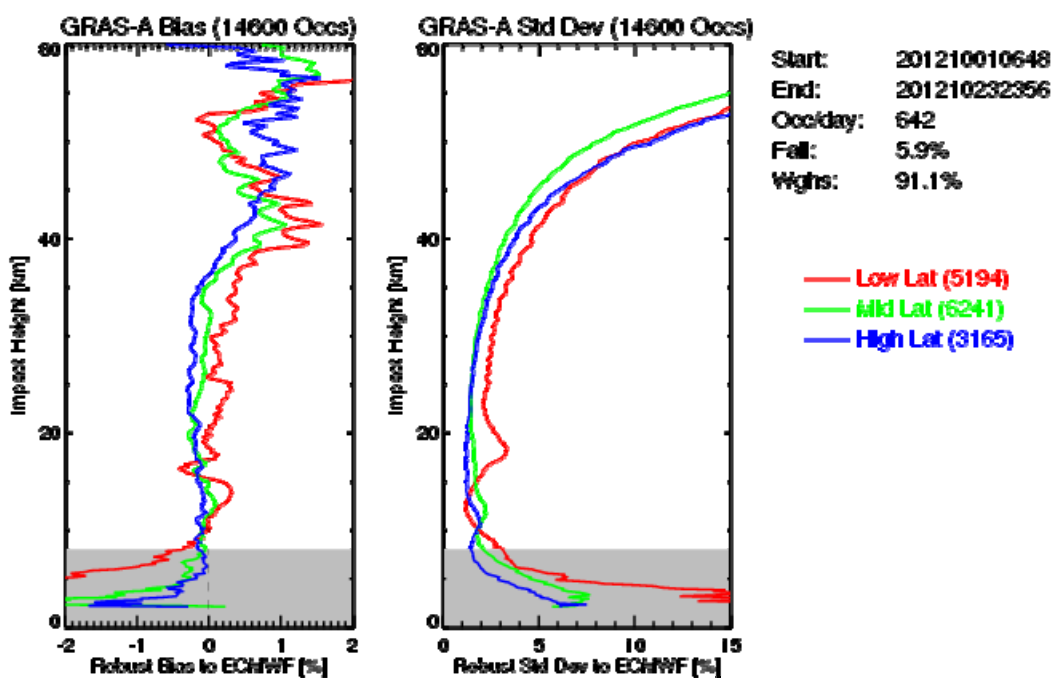 GRAS-A Bias (14600 Occs)
GRAS-A Std Dev (14600 Occs)
Start: 201210010648
End: 201210232356
Occ/day: 642
Fail: 5.9%
Wghs: 91.1%
Low Lat (5194)
Mid Lat (6241)
High Lat (3165)
Impact Height [km]
60
40
20
0
-2 -1 0 1 2
Robust Bias to ECMWF [%]
Impact Height [km]
60
40
20
0
0 5 10 15
Robust Std Dev to ECMWF [%]